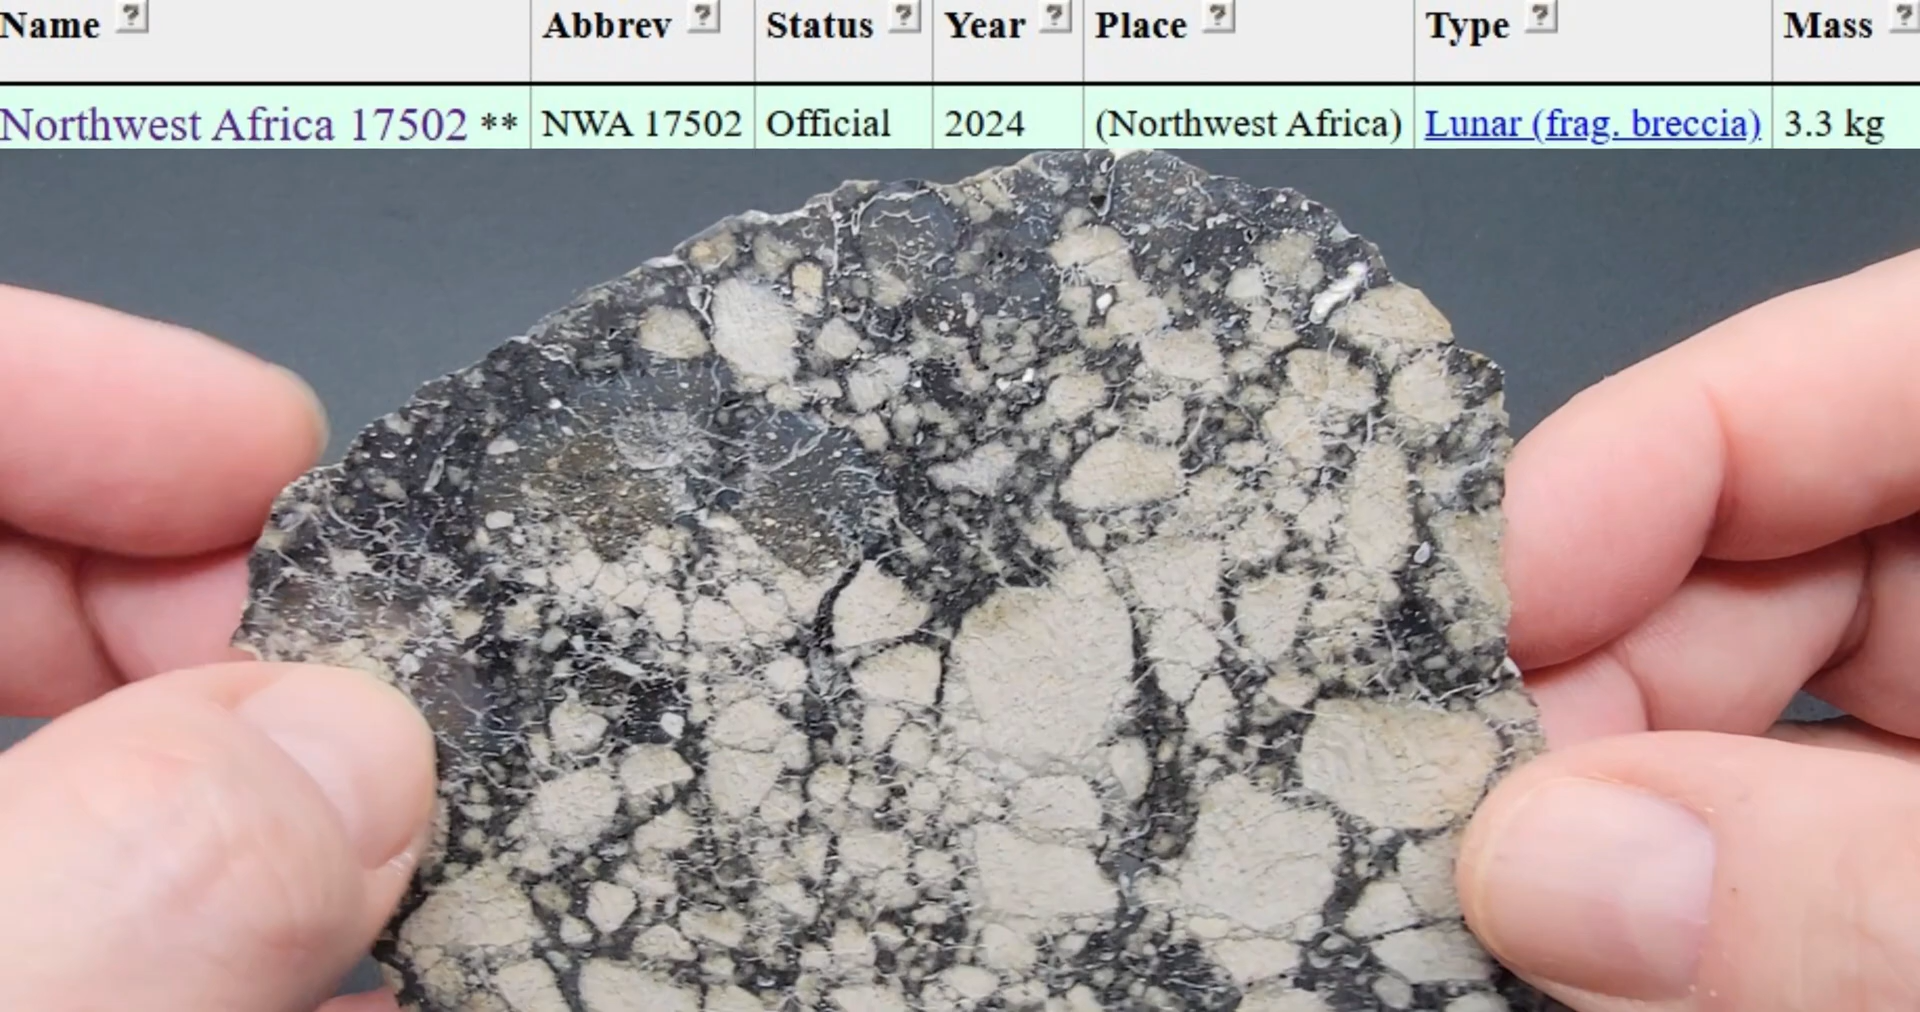 Name ? Abbrev ? Status ? Year ? Place ? Type ? Mass ?
Northwest Africa 17502 ** NWA 17502 Official 2024 (Northwest Africa) Lunar (frag. breccia) 3.3 kg